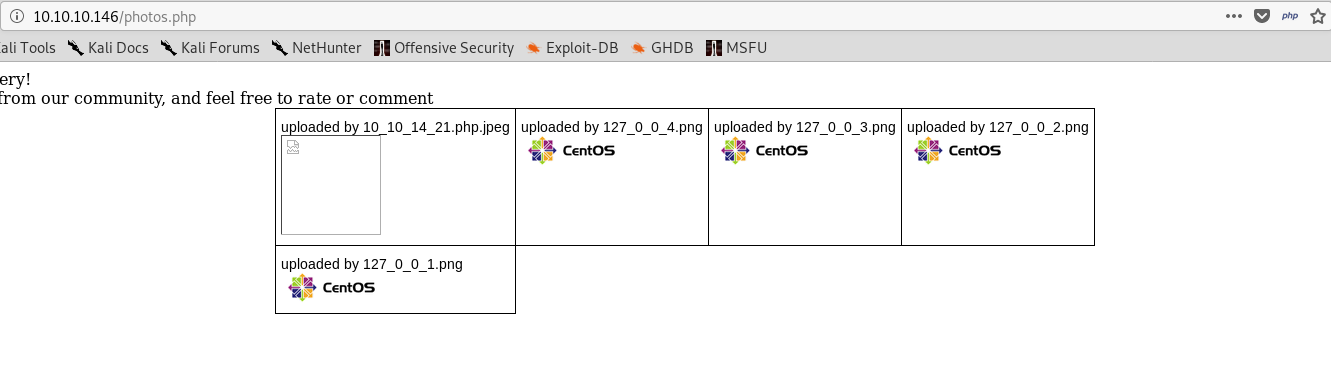 10.10.10.146/photos.php php
ali Tools Kali Docs Kali Forums NetHunter Offensive Security Exploit-DB GHDB MSFU
ery!
from our community, and feel free to rate or comment
uploaded by 10_10_14_21.php.jpeg uploaded by 127_0_0_4.png uploaded by 127_0_0_3.png uploaded by 127_0_0_2.png
CentOS CentOS CentOS
uploaded by 127_0_0_1.png
CentOS